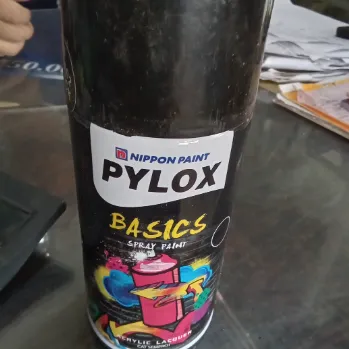 NIPPON PAINT
PYLOX
BASICS
SPRAY PAINT
ACRYLIC LACQUER